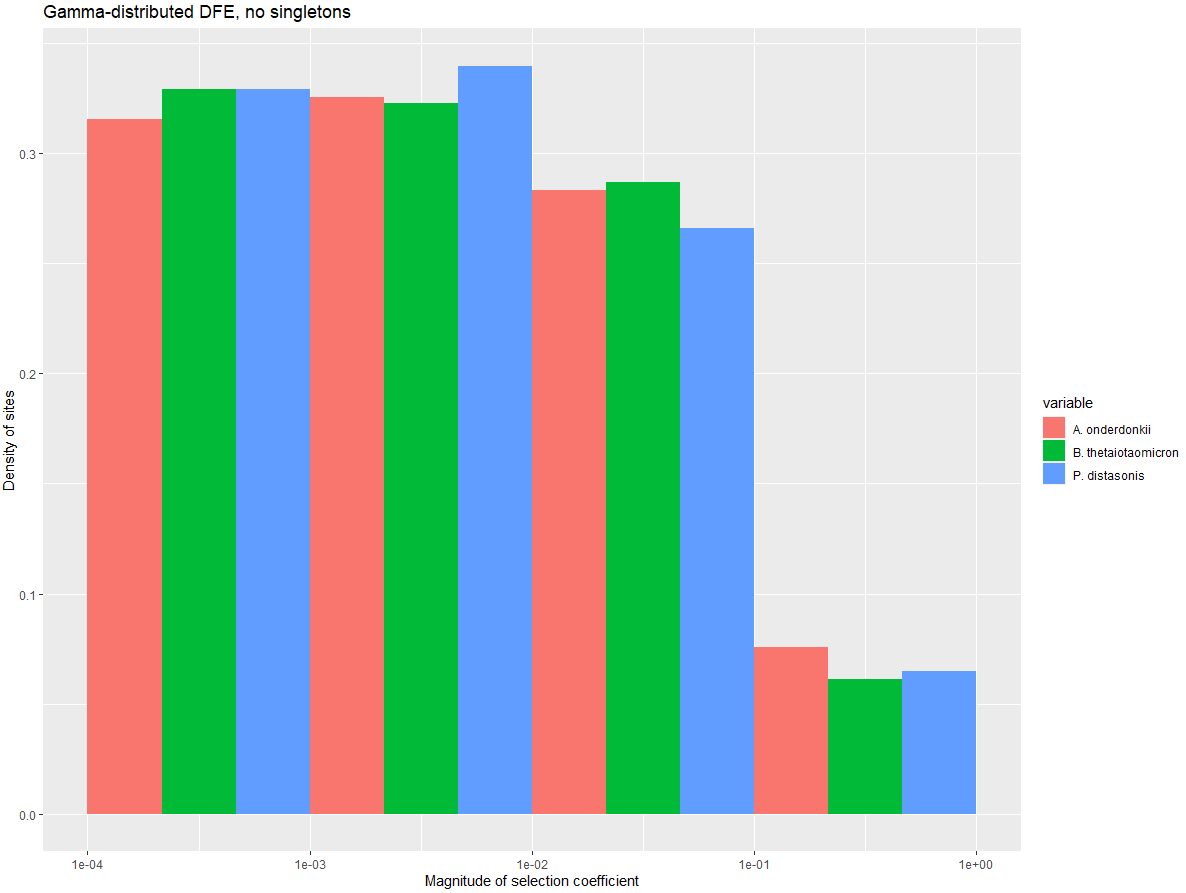 Gamma-distributed DFE, no singletons
Density of sites
0.3
0.2
0.1
0.0
1e-04 1e-03 1e-02 1e-01 1e+00
Magnitude of selection coefficient
variable
A. onderdonkii
B. thetaiotaomicron
P. distasonis